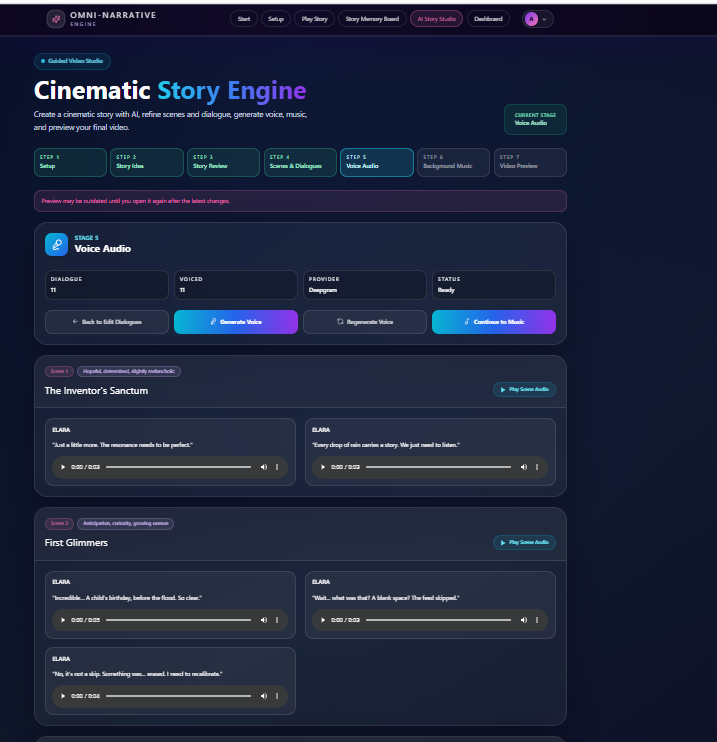 OMNI-NARRATIVE
ENGINE
Start
Setup
Play Story
Story Memory Board
AI Story Studio
Dashboard
A
Guided Video Studio
Cinematic Story Engine
Create a cinematic story with AI, refine scenes and dialogue, generate voice, music,
and preview your final video.
CURRENT STAGE
Voice Audio
STEP 1
Setup
STEP 2
Story Idea
STEP 3
Story Review
STEP 4
Scenes & Dialogues
STEP 5
Voice Audio
STEP 6
Background Music
STEP 7
Video Preview
Preview may be outdated until you open it again after the latest changes.
STAGE 5
Voice Audio
DIALOGUE
11
VOICED
11
PROVIDER
Deepgram
STATUS
Ready
← Back to Edit Dialogues
Generate Voice
Regenerate Voice
Continue to Music
Scene 1
Hopeful, determined, slightly melancholic
The Inventor's Sanctum
Play Scene Audio
ELARA
"Just a little more. The resonance needs to be perfect."
0:00 / 0:03
ELARA
"Every drop of rain carries a story. We just need to listen."
0:00 / 0:03
Scene 2
Anticipation, curiosity, growing unease
First Glimmers
Play Scene Audio
ELARA
"Incredible... A child's birthday, before the flood. So clear."
0:00 / 0:05
ELARA
"Wait... what was that? A blank space? The feed skipped."
0:00 / 0:03
ELARA
"No, it's not a skip. Something was... erased. I need to recalibrate."
0:00 / 0:04